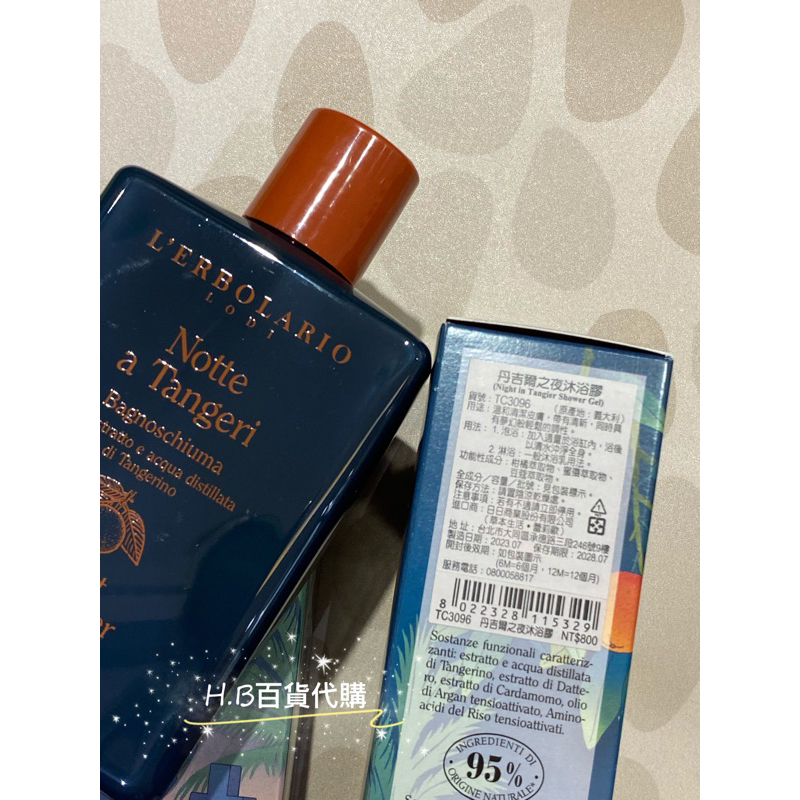 L'ERBOLARIO
LODI
Notte
a Tangeri
Bagnoschiuma
estratto e acqua distillata
di Tangerino
丹吉爾之夜沐浴膠
(Night in Tangier Shower Gel)
貨號：TC3096 （原產地：義大利）
用途：溫和清潔皮膚，帶有清新，同時具
有夢幻般輕鬆的調性。
用法：1. 泡浴：加入適量於浴缸內，浴後
以清水沖淨全身。
2. 淋浴：一般沐浴乳用法。
功能性成分：柑橘萃取物、蜜棗萃取物、
豆蔻萃取物。
全成分／容量／批號：見包裝標示。
保存方法：請置陰涼乾燥處。
注意事項：若有不適請立即停用。
進口商：日日商業股份有限公司
（草本生活・蕾莉歐）
地址：台北市大同區承德路三段246號9樓
製造日期：2023.07 保存期限：2028.07
開封後效期：如包裝圖示
(6M=6個月，12M=12個月)
服務電話：0800058817
8 022328 115329
TC3096 丹吉爾之夜沐浴膠 NT$800
Sostanze funzionali caratteriz-
zanti: estratto e acqua distillata
di Tangerino, estratto di Datte-
ro, estratto di Cardamomo, olio
di Argan tensioattivato, Amino-
acidi del Riso tensioattivati.
INGREDIENTI DI
95%
ORIGINE NATURALE*
H.B百貨代購